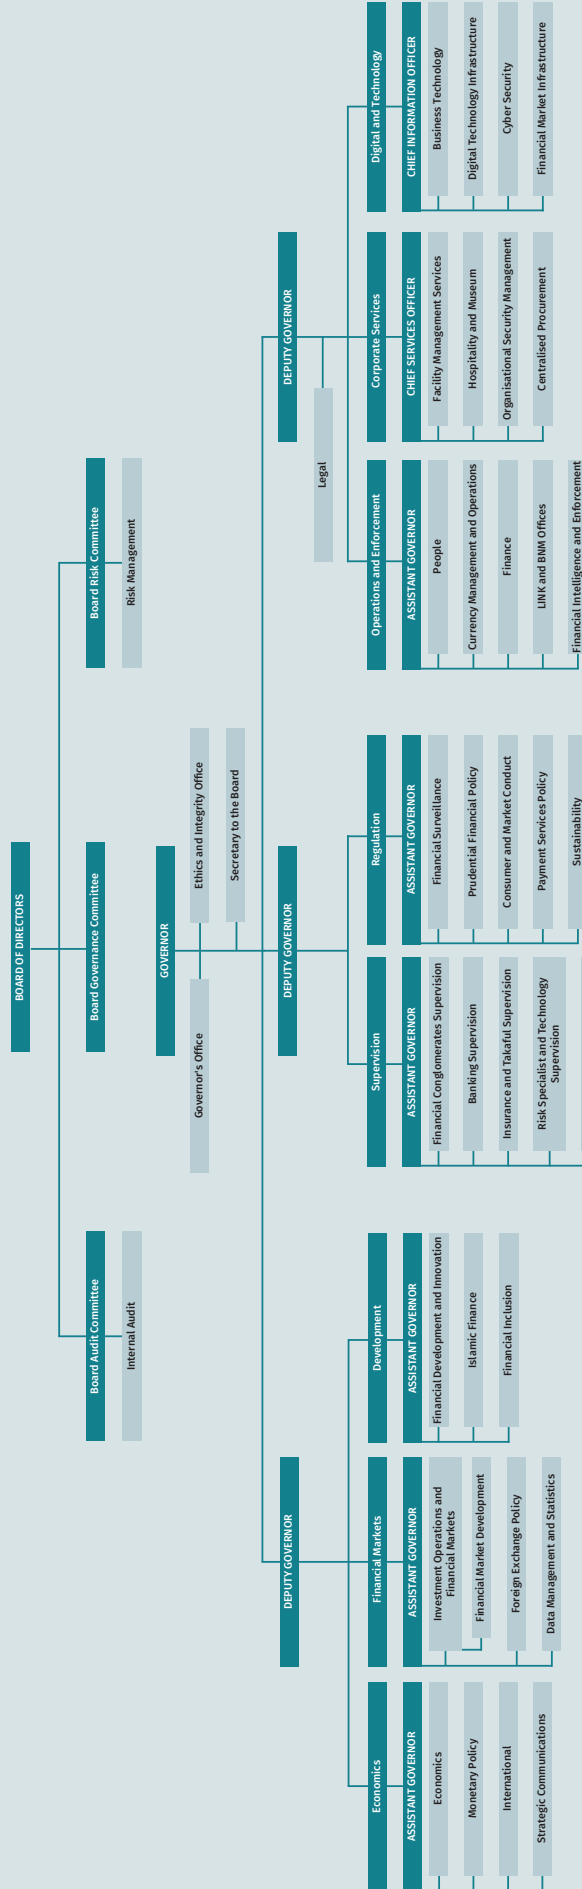 BOARD OF DIRECTORS
Board Audit Committee
Internal Audit
Board Governance Committee
Board Risk Committee
Risk Management
GOVERNOR
Governor's Office
Ethics and Integrity Office
Secretary to the Board
DEPUTY GOVERNOR
Economics
ASSISTANT GOVERNOR
Economics
Monetary Policy
International
Strategic Communications
Financial Markets
ASSISTANT GOVERNOR
Investment Operations and
Financial Markets
Financial Market Development
Foreign Exchange Policy
Data Management and Statistics
Development
ASSISTANT GOVERNOR
Financial Development and Innovation
Islamic Finance
Financial Inclusion
DEPUTY GOVERNOR
Supervision
ASSISTANT GOVERNOR
Financial Conglomerates Supervision
Banking Supervision
Insurance and Takaful Supervision
Risk Specialist and Technology
Supervision
Regulation
ASSISTANT GOVERNOR
Financial Surveillance
Prudential Financial Policy
Consumer and Market Conduct
Payment Services Policy
Sustainability
DEPUTY GOVERNOR
Legal
Operations and Enforcement
ASSISTANT GOVERNOR
People
Currency Management and Operations
Finance
LINK and BNM Offices
Financial Intelligence and Enforcement
Corporate Services
CHIEF SERVICES OFFICER
Facility Management Services
Hospitality and Museum
Organisational Security Management
Centralised Procurement
Digital and Technology
CHIEF INFORMATION OFFICER
Business Technology
Digital Technology Infrastructure
Cyber Security
Financial Market Infrastructure